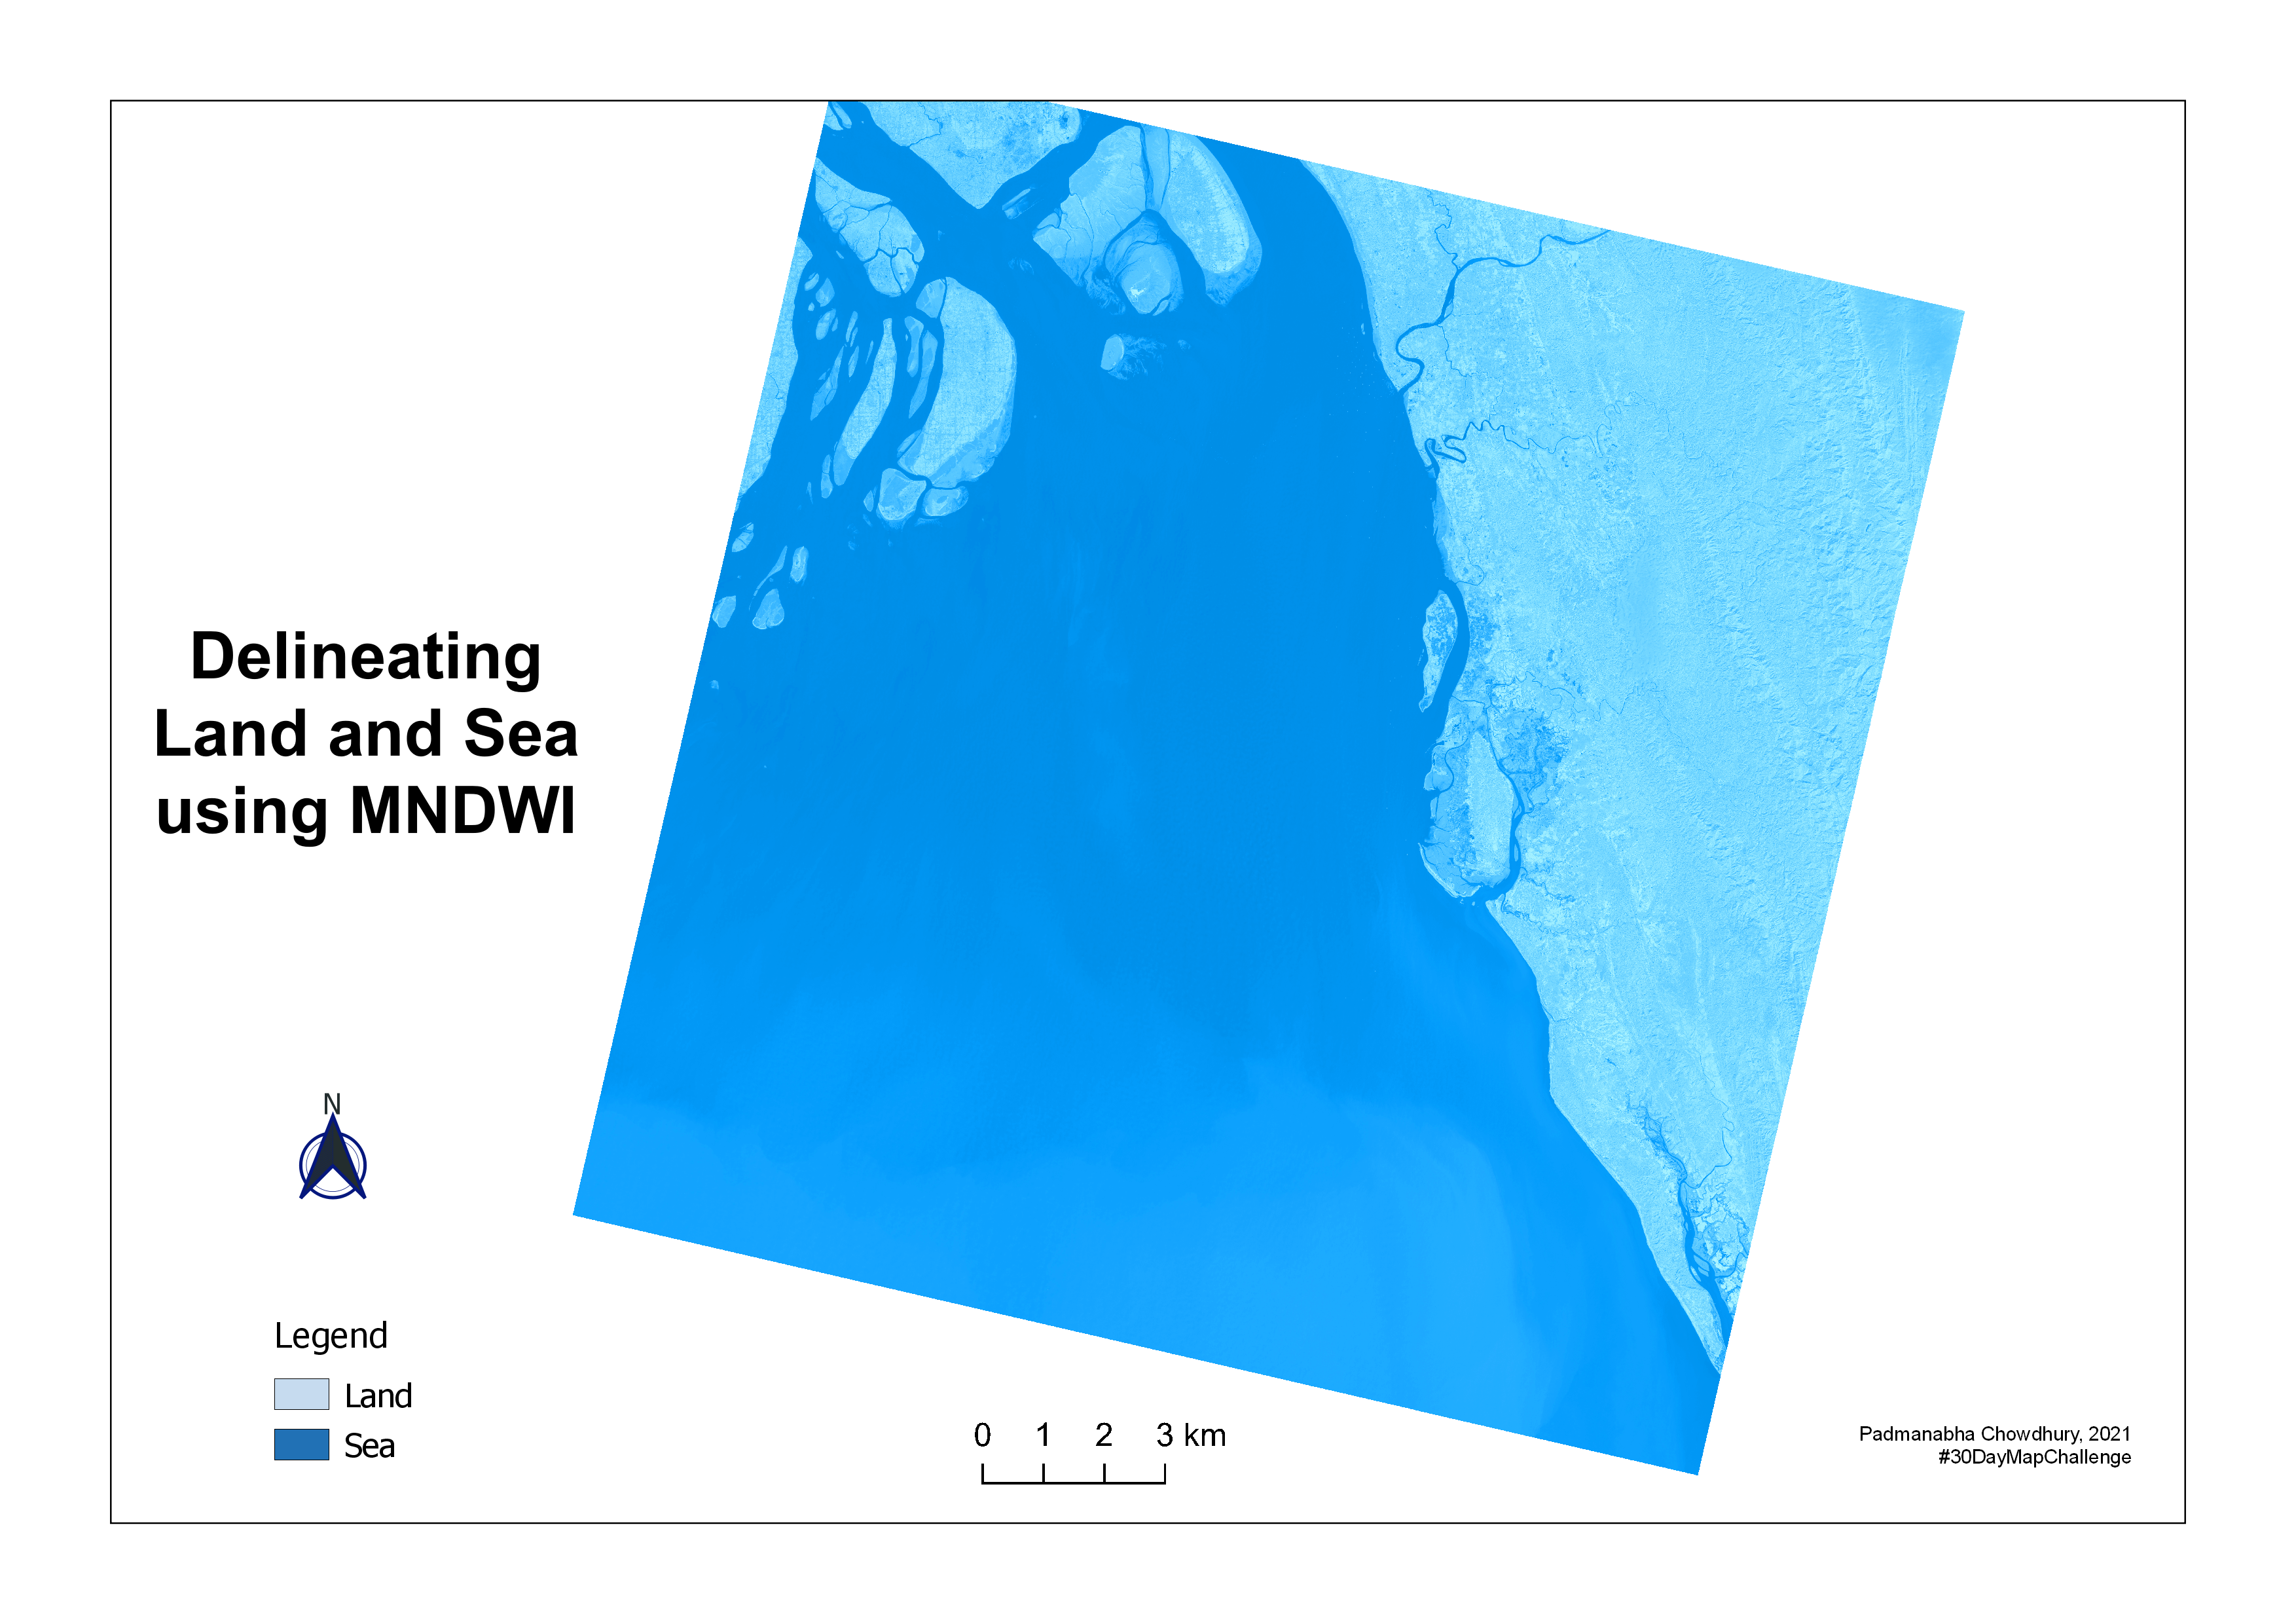 Delineating
Land and Sea
using MNDWI
N
Legend
Land
Sea
0 1 2 3 km
Padmanabha Chowdhury, 2021
#30DayMapChallenge